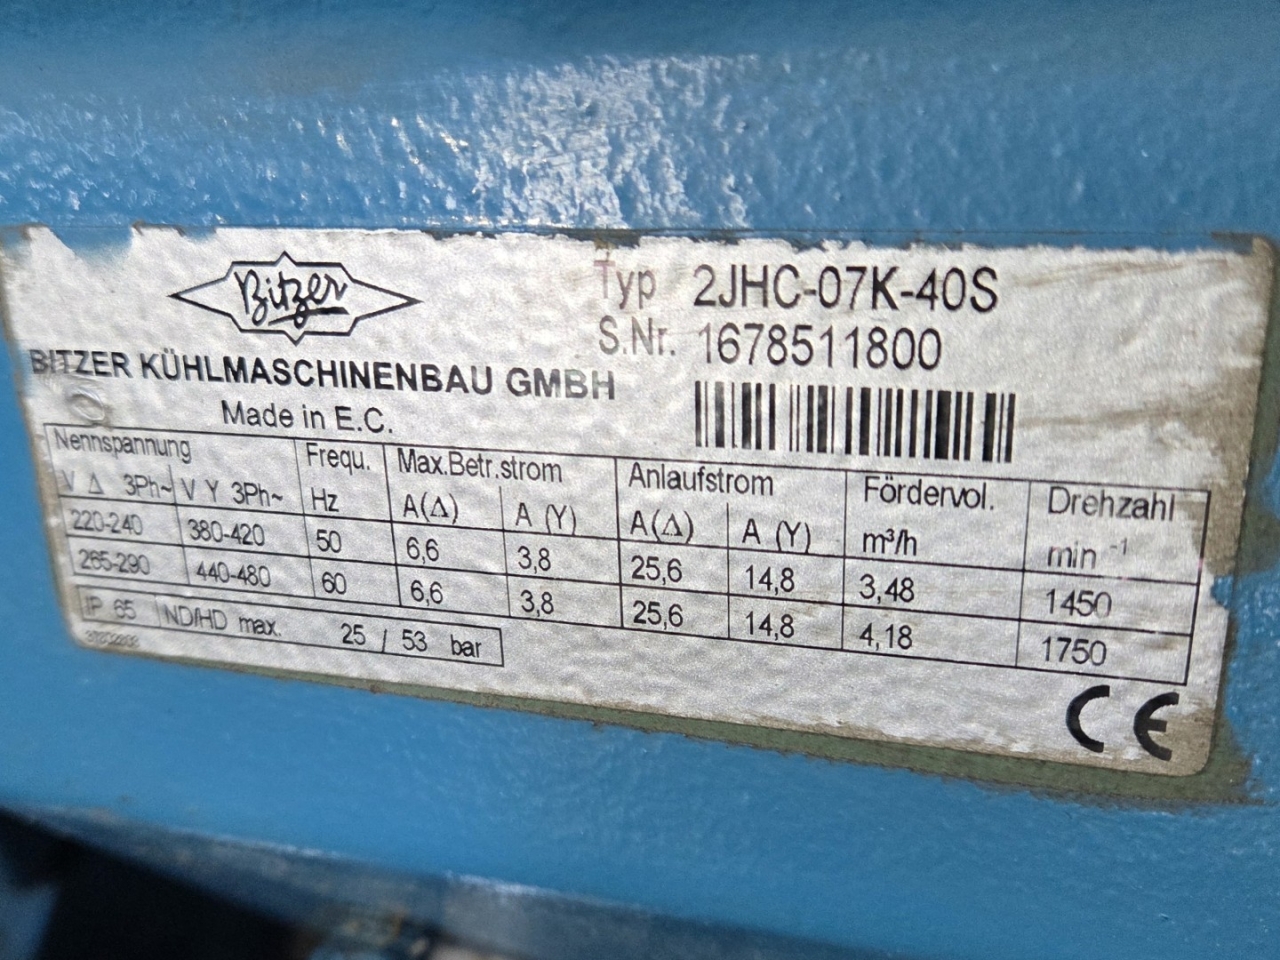 Bitzer
Typ 2JHC-07K-40S
S.Nr. 1678511800
BITZER KÜHLMASCHINENBAU GMBH
Made in E.C.
Nennspannung Frequ. Max.Betr.strom Anlaufstrom Fördervol. Drehzahl
V Δ 3Ph~ V Y 3Ph~ Hz A(Δ) A (Y) A(Δ) A (Y) m³/h min -1
220-240 380-420 50 6,6 3,8 25,6 14,8 3,48 1450
265-290 440-480 60 6,6 3,8 25,6 14,8 4,18 1750
IP 65 ND/HD max. 25 / 53 bar
CE